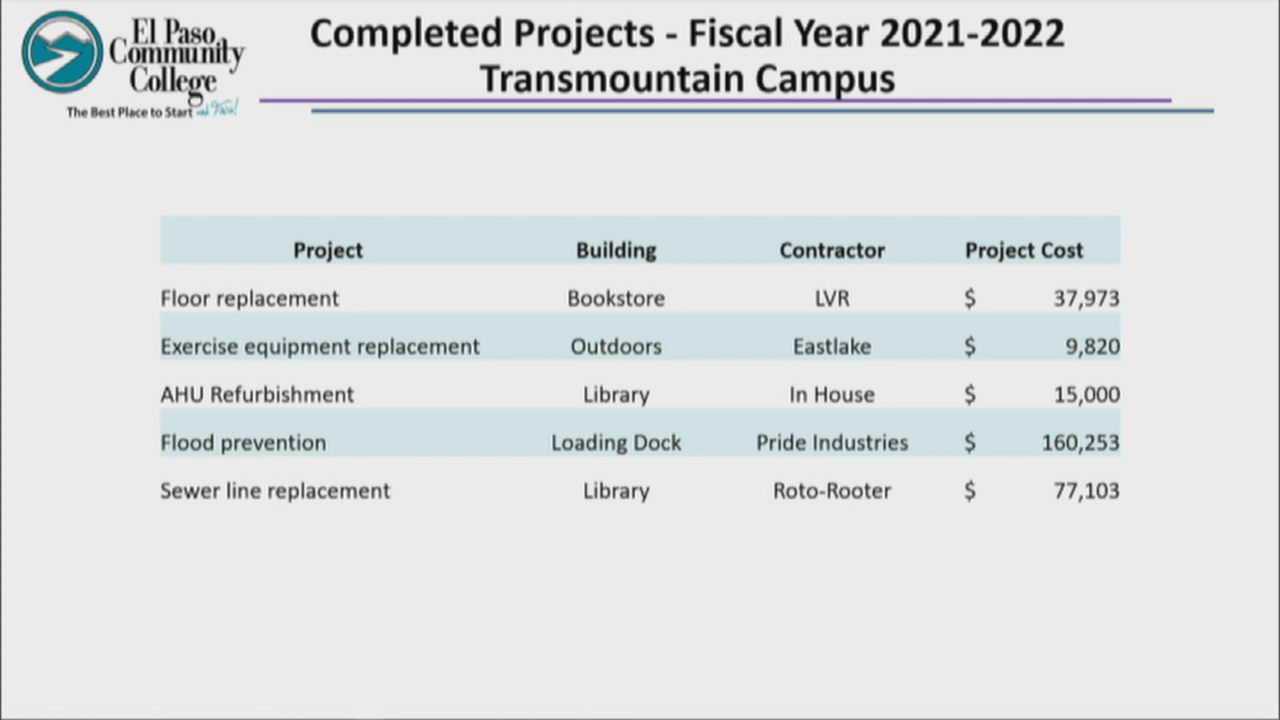 El Paso
Community
College
The Best Place to Start and Finish!
Completed Projects - Fiscal Year 2021-2022
Transmountain Campus
Project Building Contractor Project Cost
Floor replacement Bookstore LVR $ 37,973
Exercise equipment replacement Outdoors Eastlake $ 9,820
AHU Refurbishment Library In House $ 15,000
Flood prevention Loading Dock Pride Industries $ 160,253
Sewer line replacement Library Roto-Rooter $ 77,103